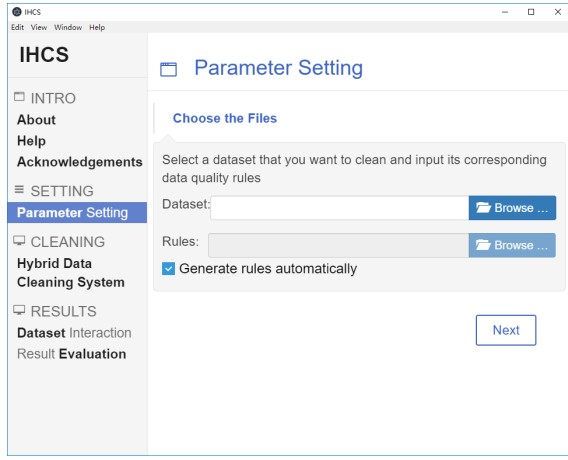 IHCS
Edit View Window Help
IHCS
INTRO
About
Help
Acknowledgements
SETTING
Parameter Setting
CLEANING
Hybrid Data
Cleaning System
RESULTS
Dataset Interaction
Result Evaluation
Parameter Setting
Choose the Files
Select a dataset that you want to clean and input its corresponding
data quality rules
Dataset: Browse ...
Rules: Browse ...
Generate rules automatically
Next